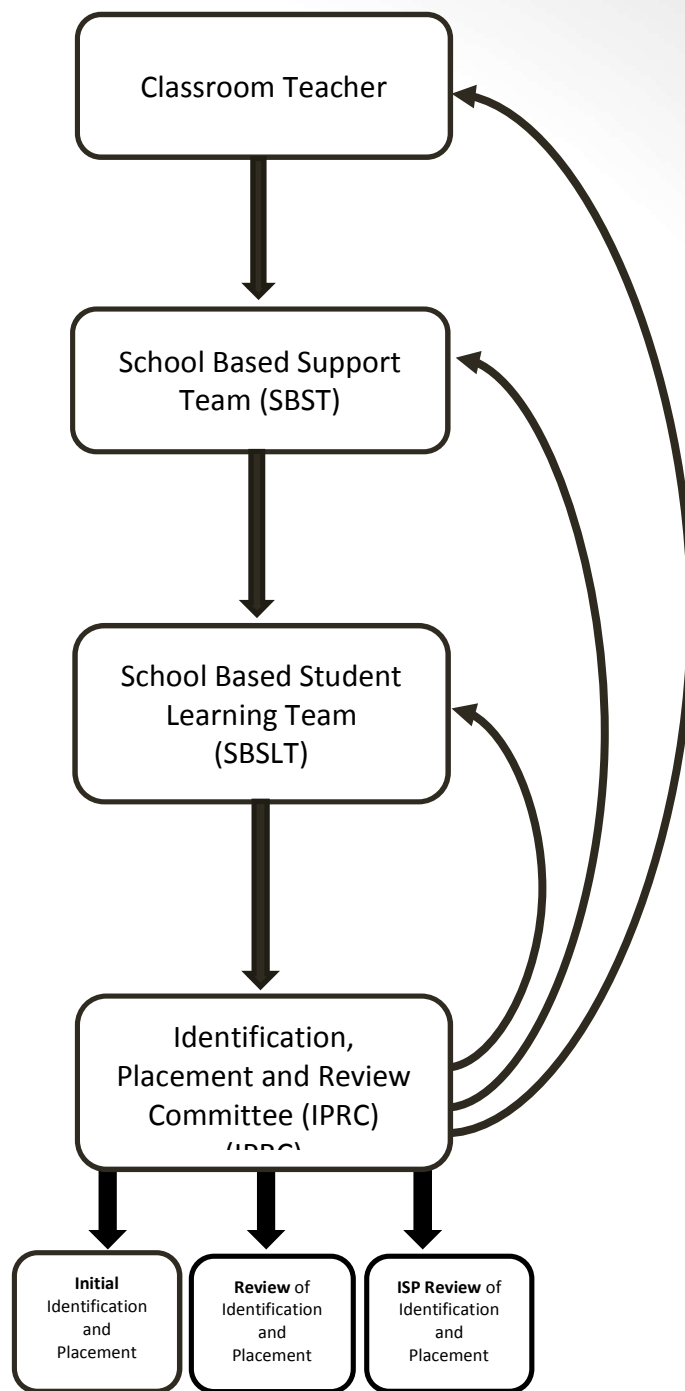 Classroom Teacher
School Based Support
Team (SBST)
School Based Student
Learning Team
(SBSLT)
Identification,
Placement and Review
Committee (IPRC)
(IPRC)
Initial
Identification
and
Placement
Review of
Identification
and
Placement
ISP Review of
Identification
and
Placement